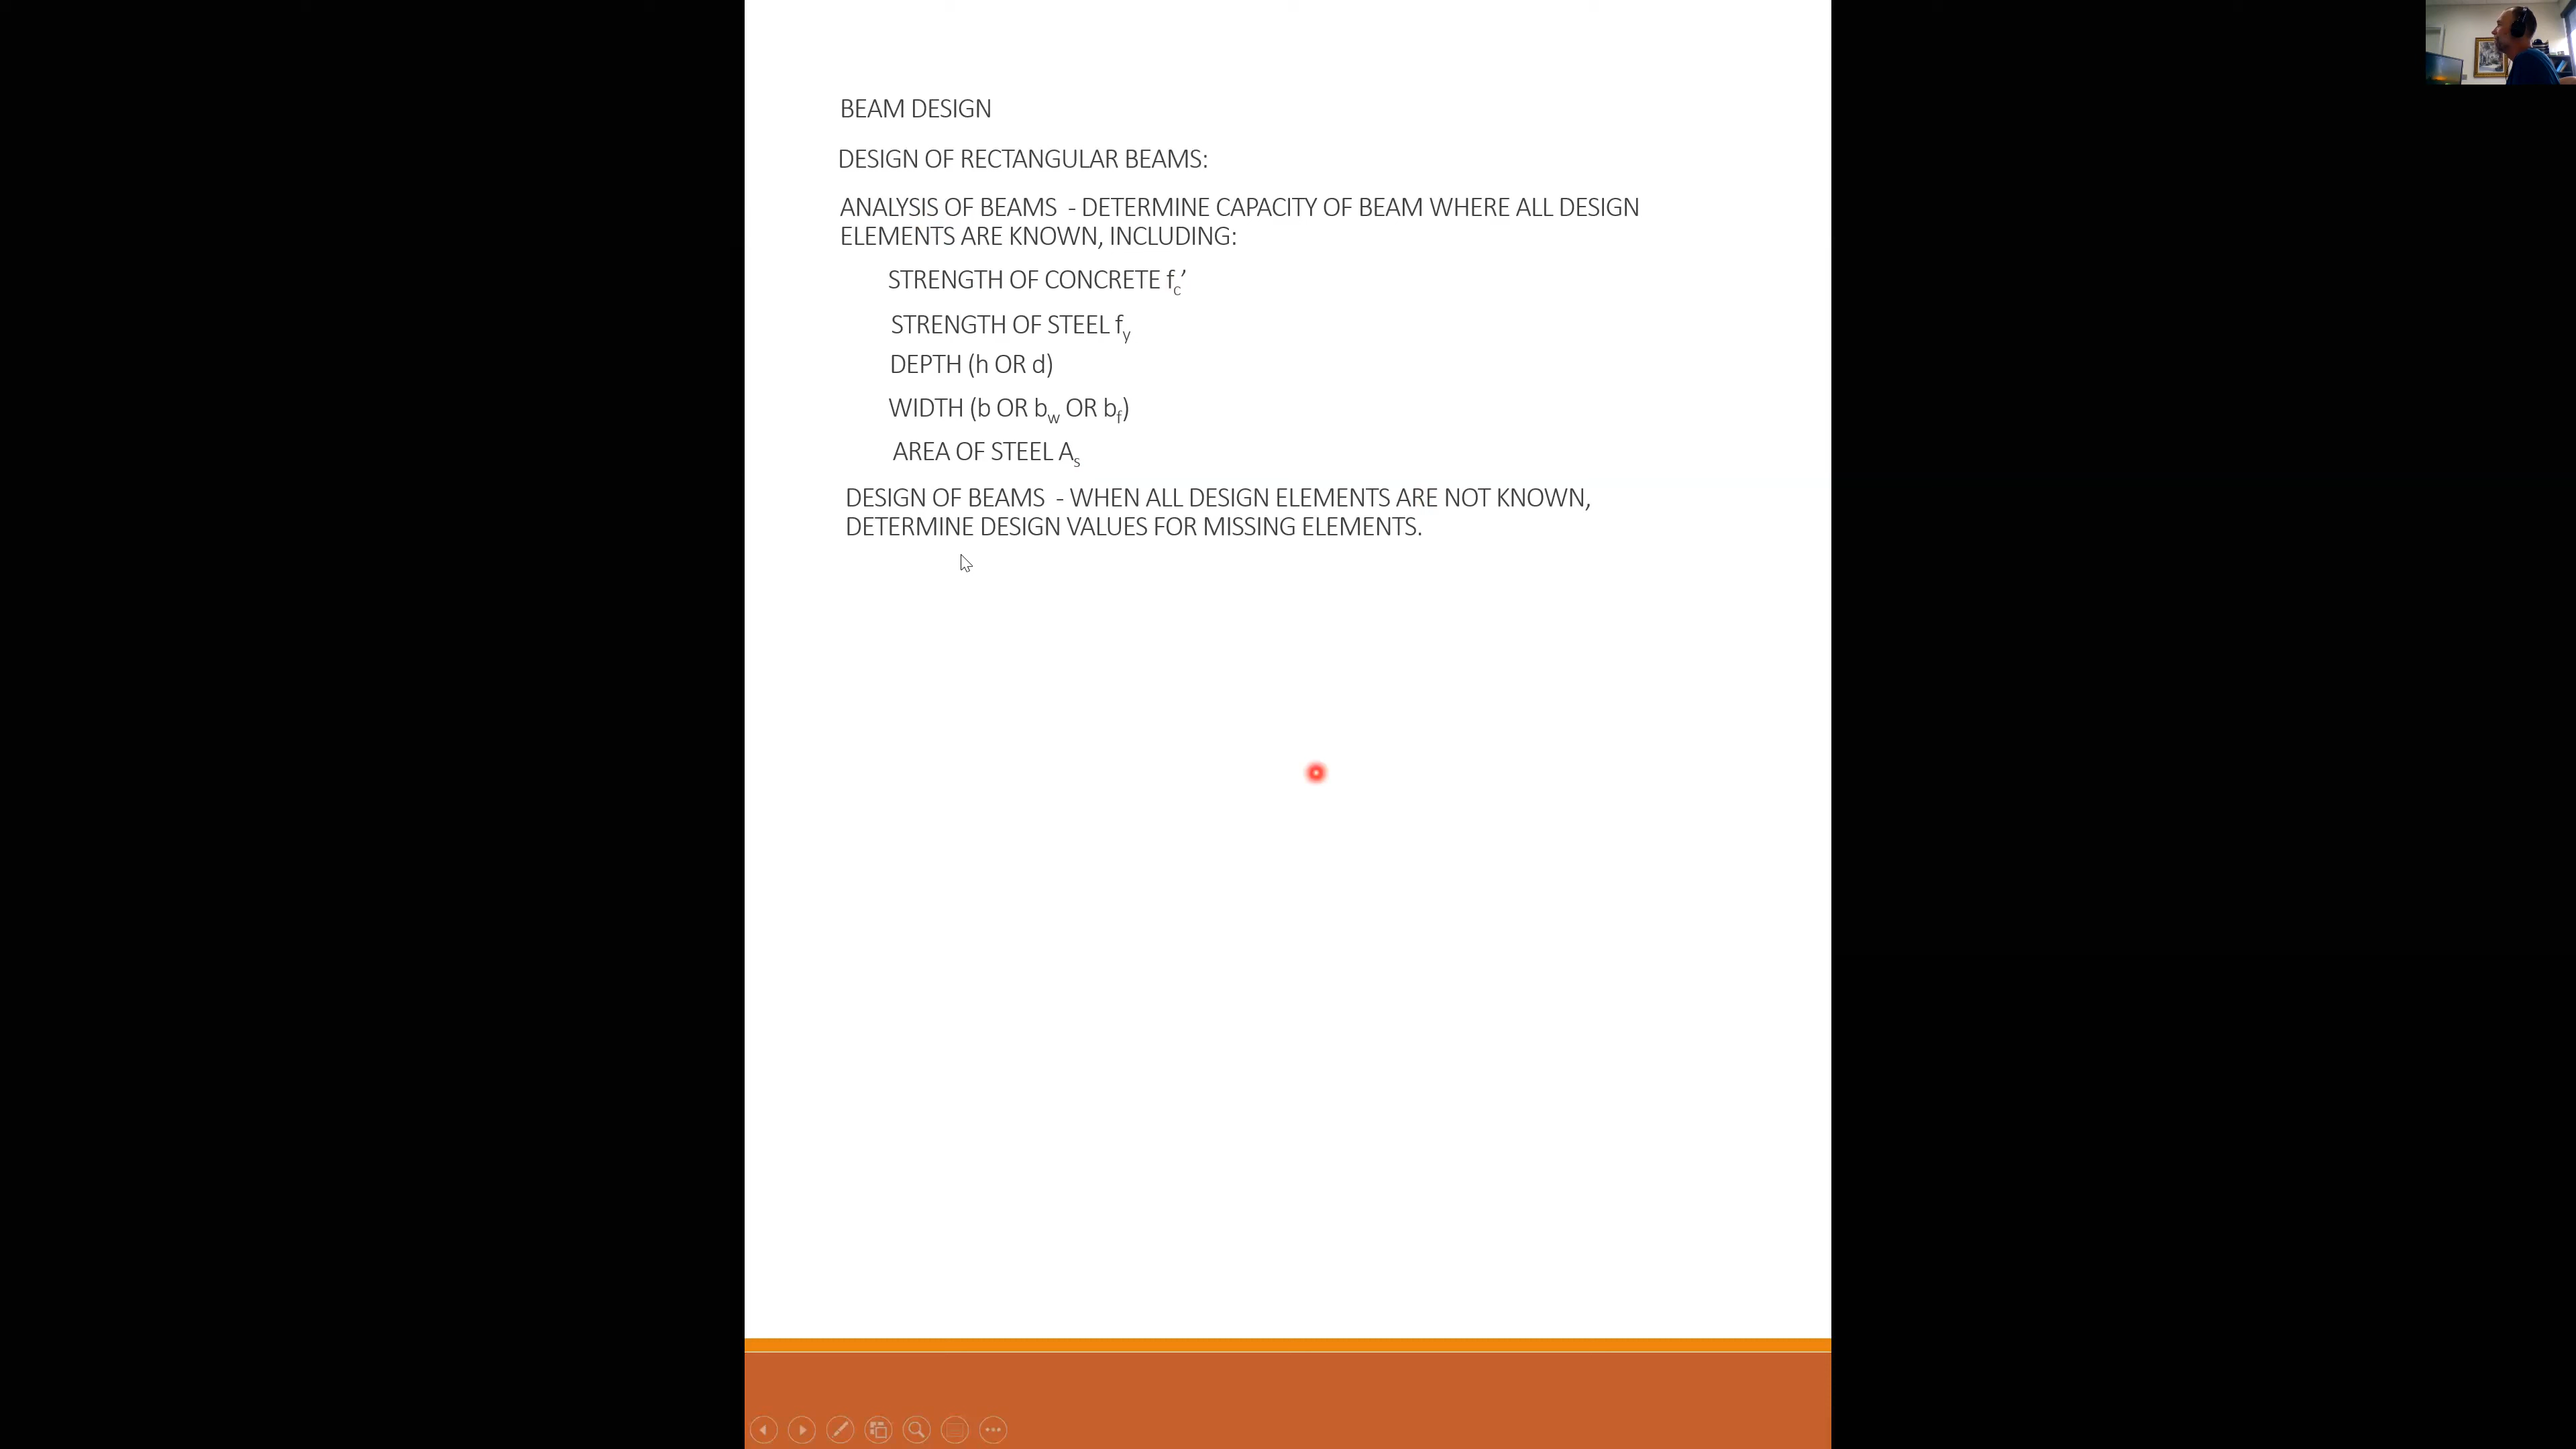 BEAM DESIGN
DESIGN OF RECTANGULAR BEAMS:
ANALYSIS OF BEAMS - DETERMINE CAPACITY OF BEAM WHERE ALL DESIGN
ELEMENTS ARE KNOWN, INCLUDING:
STRENGTH OF CONCRETE fc’
STRENGTH OF STEEL fy
DEPTH (h OR d)
WIDTH (b OR bw OR bf)
AREA OF STEEL As
DESIGN OF BEAMS - WHEN ALL DESIGN ELEMENTS ARE NOT KNOWN,
DETERMINE DESIGN VALUES FOR MISSING ELEMENTS.